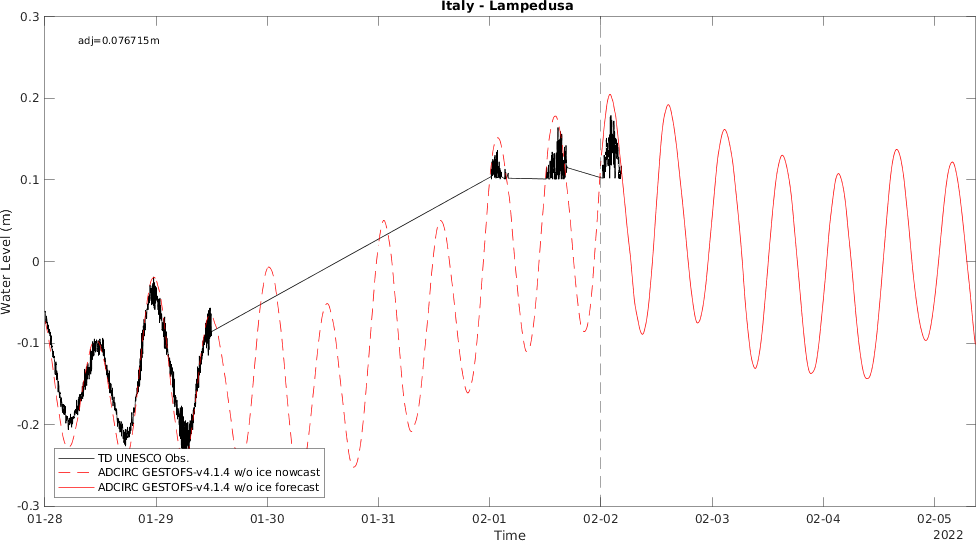 Italy - Lampedusa
adj=0.076715m
0.3
0.2
0.1
0
-0.1
-0.2
-0.3
Water Level (m)
TD UNESCO Obs.
ADCIRC GESTOFS-v4.1.4 w/o ice nowcast
ADCIRC GESTOFS-v4.1.4 w/o ice forecast
01-28 01-29 01-30 01-31 02-01 02-02 02-03 02-04 02-05
Time
2022